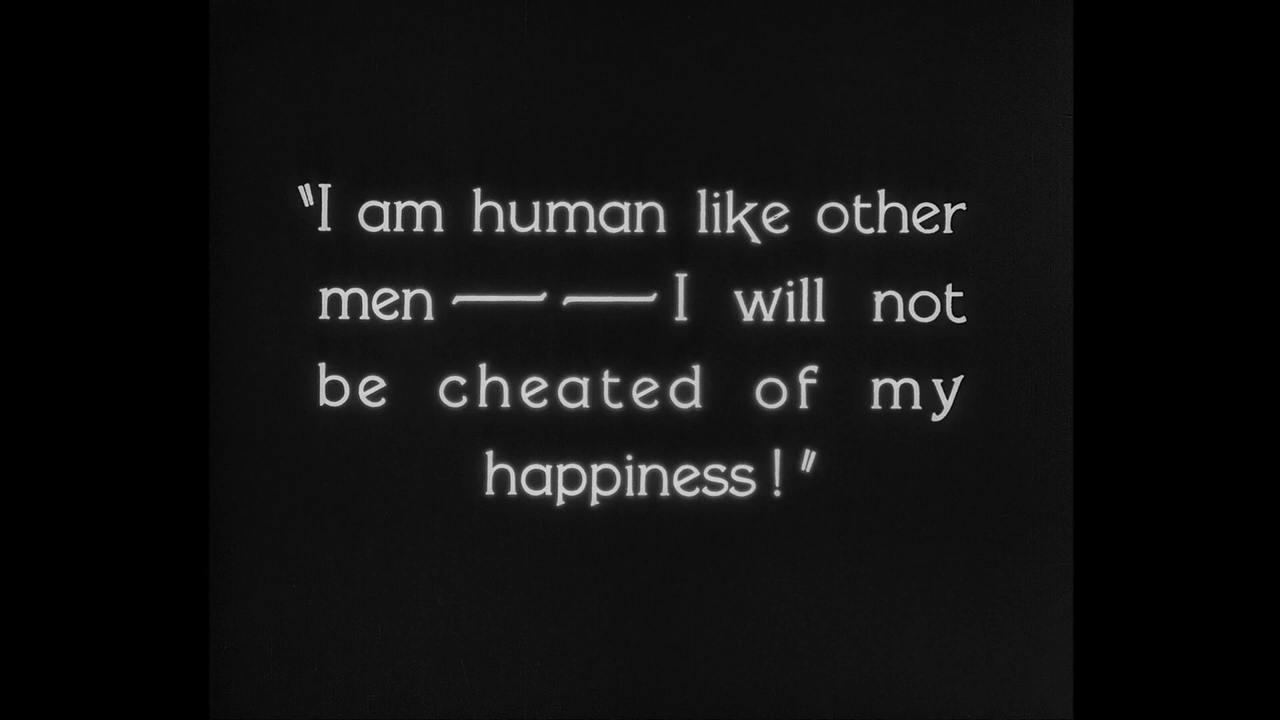 "I am human like other
men — — I will not
be cheated of my
happiness!"